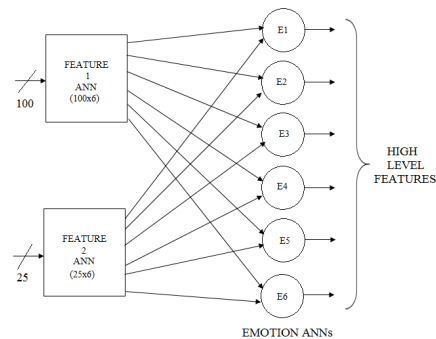 100
FEATURE
1
ANN
(100x6)
25
FEATURE
2
ANN
(25x6)
E1
E2
E3
E4
E5
E6
EMOTION ANNs
HIGH
LEVEL
FEATURES